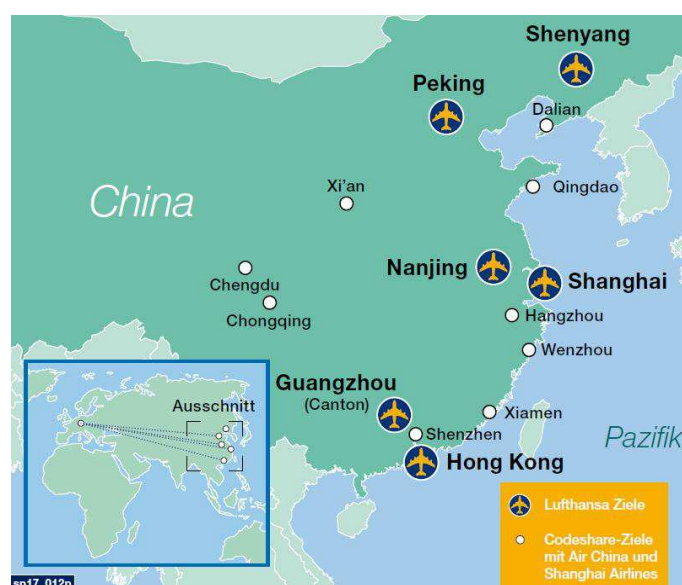 Shenyang
Peking
Dalian
Xi'an
Qingdao
China
Nanjing
Shanghai
Chengdu
Chongqing
Hangzhou
Wenzhou
Guangzhou
(Canton)
Ausschnitt
Xiamen
Shenzhen
Pazifik
Hong Kong
Lufthansa Ziele
Codeshare-Ziele
mit Air China und
Shanghai Airlines
sp17_012n